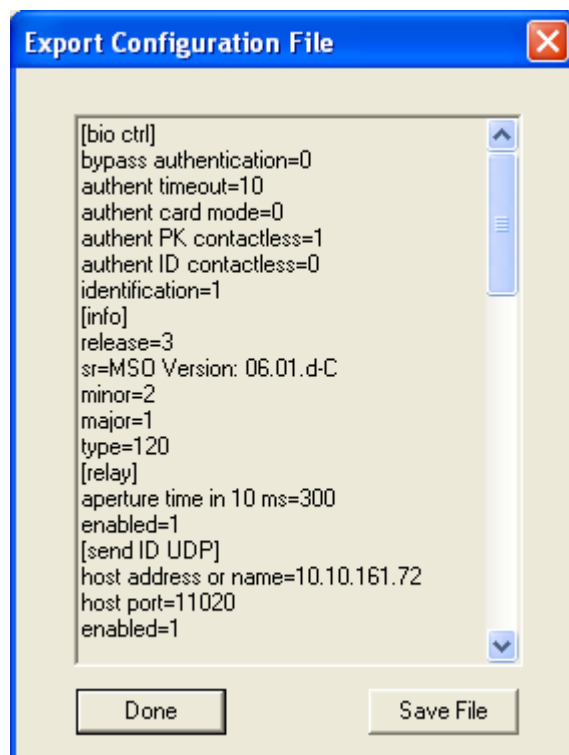 Export Configuration File
[bio ctrl]
bypass authentication=0
authent timeout=10
authent card mode=0
authent PK contactless=1
authent ID contactless=0
identification=1
[info]
release=3
sr=MSO Version: 06.01.d-C
minor=2
major=1
type=120
[relay]
aperture time in 10 ms=300
enabled=1
[send ID UDP]
host address or name=10.10.161.72
host port=11020
enabled=1
Done
Save File